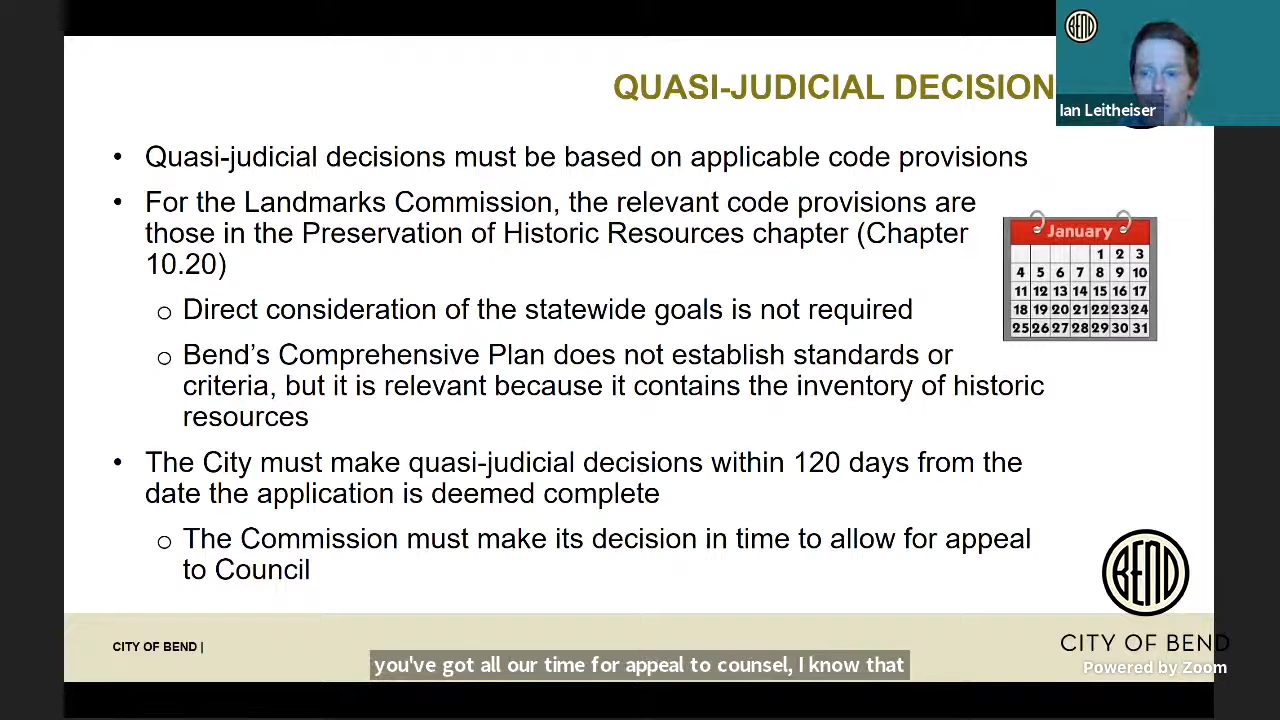 BEND
QUASI-JUDICIAL DECISION
Ian Leitheiser
• Quasi-judicial decisions must be based on applicable code provisions
• For the Landmarks Commission, the relevant code provisions are
those in the Preservation of Historic Resources chapter (Chapter
10.20)
January
1 2 3
4 5 6 7 8 9 10
11 12 13 14 15 16 17
18 19 20 21 22 23 24
25 26 27 28 29 30 31
o Direct consideration of the statewide goals is not required
o Bend's Comprehensive Plan does not establish standards or
criteria, but it is relevant because it contains the inventory of historic
resources
• The City must make quasi-judicial decisions within 120 days from the
date the application is deemed complete
o The Commission must make its decision in time to allow for appeal
to Council
BEND
CITY OF BEND
CITY OF BEND |
you've got all our time for appeal to counsel, I know that
Powered by Zoom